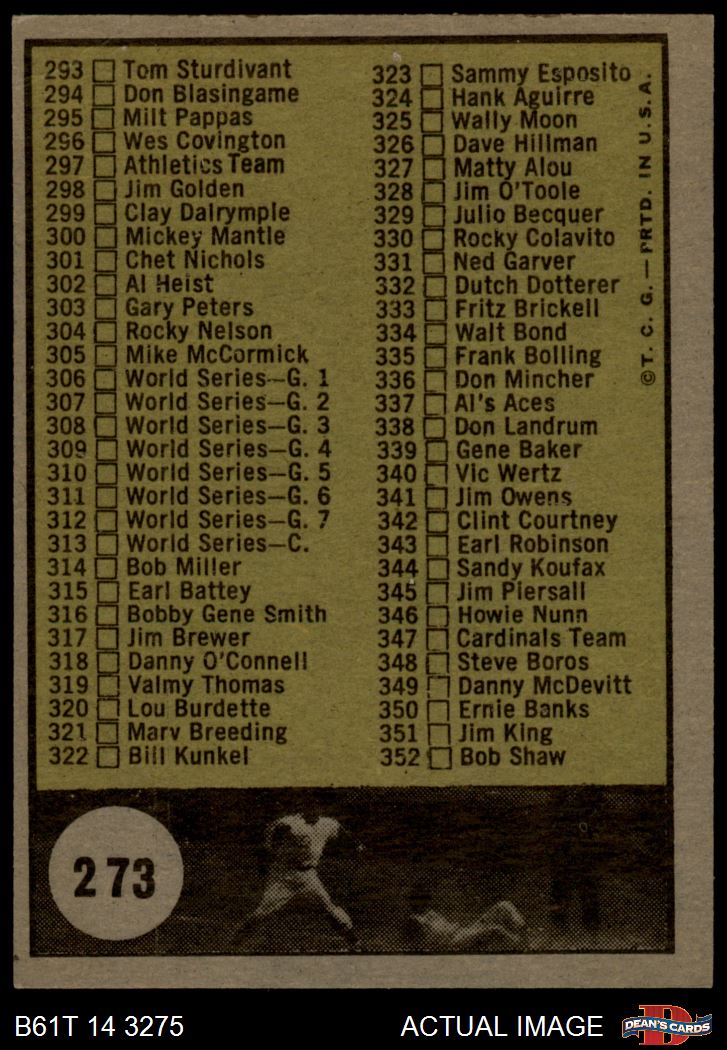 293 Tom Sturdivant
294 Don Blasingame
295 Milt Pappas
296 Wes Covington
297 Athletics Team
298 Jim Golden
299 Clay Dalrymple
300 Mickey Mantle
301 Chet Nichols
302 Al Heist
303 Gary Peters
304 Rocky Nelson
305 Mike McCormick
306 World Series—G. 1
307 World Series—G. 2
308 World Series—G. 3
309 World Series—G. 4
310 World Series—G. 5
311 World Series—G. 6
312 World Series—G. 7
313 World Series—C.
314 Bob Miller
315 Earl Battey
316 Bobby Gene Smith
317 Jim Brewer
318 Danny O'Connell
319 Valmy Thomas
320 Lou Burdette
321 Marv Breeding
322 Bill Kunkel
323 Sammy Esposito
324 Hank Aguirre
325 Wally Moon
326 Dave Hillman
327 Matty Alou
328 Jim O'Toole
329 Julio Becquer
330 Rocky Colavito
331 Ned Garver
332 Dutch Dotterer
333 Fritz Brickell
334 Walt Bond
335 Frank Bolling
336 Don Mincher
337 Al's Aces
338 Don Landrum
339 Gene Baker
340 Vic Wertz
341 Jim Owens
342 Clint Courtney
343 Earl Robinson
344 Sandy Koufax
345 Jim Piersall
346 Howie Nunn
347 Cardinals Team
348 Steve Boros
349 Danny McDevitt
350 Ernie Banks
351 Jim King
352 Bob Shaw
©T. C. G.—PRTD. IN U.S.A.
273
B61T 14 3275
ACTUAL IMAGE
D
DEAN'S CARDS